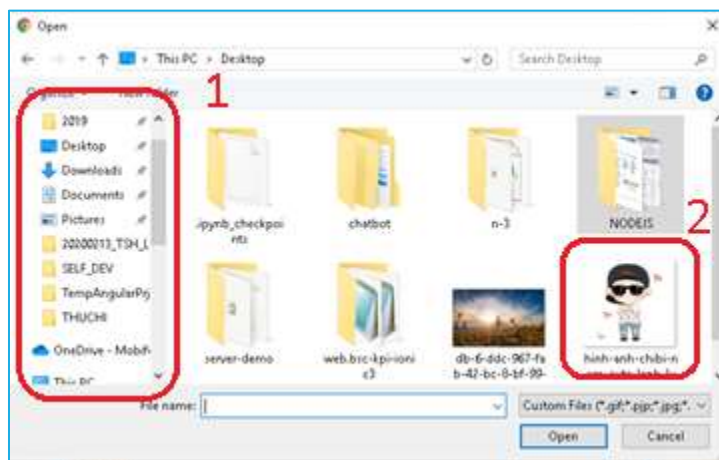 Open
This PC > Desktop
Search Desktop
1
Organize
New folder
2019
Desktop
Downloads
Documents
Pictures
20200213_TSH_L
SELF_DEV
TempAngularPrj
THUCHI
OneDrive - Mobif
This PC
.ipynb_checkpoi
nts
chatbot
n-3
NODEJS
2
server-demo
web.bsc-kpi-ioni
c3
db-6-ddc-967-fa
b-42-bc-8-bf-99-
hinh-anh-chibi-n
File name:
Custom Files (*.gif;*.pjp;*.jpg;*.
Open
Cancel